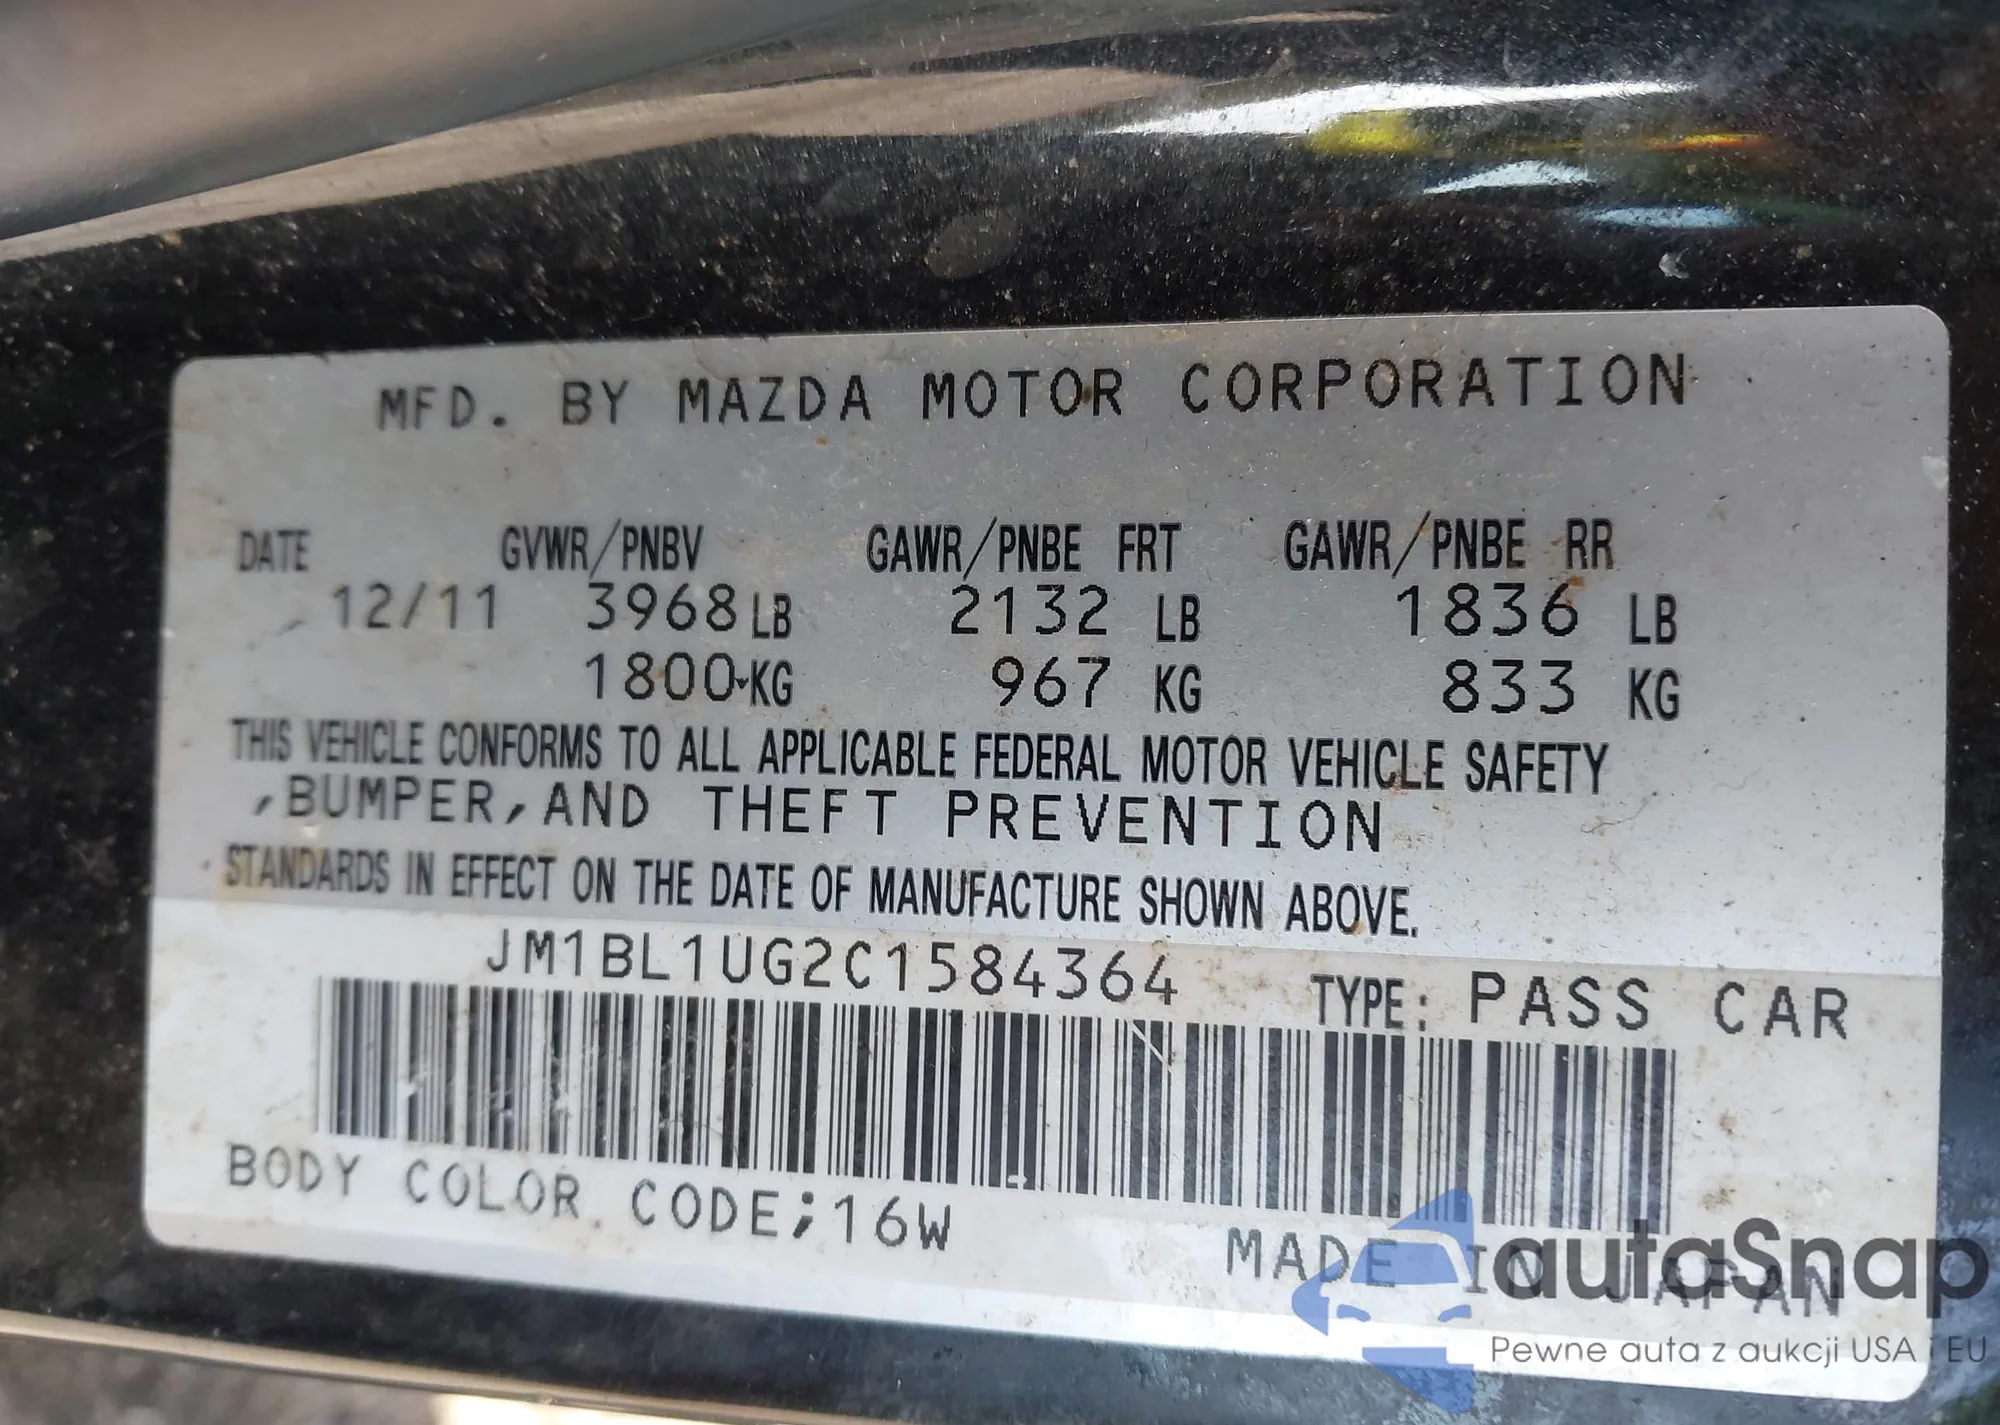 MFD. BY MAZDA MOTOR CORPORATION
DATE GVWR/PNBV GAWR/PNBE FRT GAWR/PNBE RR
12/11 3968 LB 2132 LB 1836 LB
1800 KG 967 KG 833 KG
THIS VEHICLE CONFORMS TO ALL APPLICABLE FEDERAL MOTOR VEHICLE SAFETY
,BUMPER,AND THEFT PREVENTION
STANDARDS IN EFFECT ON THE DATE OF MANUFACTURE SHOWN ABOVE.
JM1BL1UG2C1584364 TYPE: PASS CAR
BODY COLOR CODE;16W
MADE IN JAPAN
autaSnap
Pewne auta z aukcji USA i EU